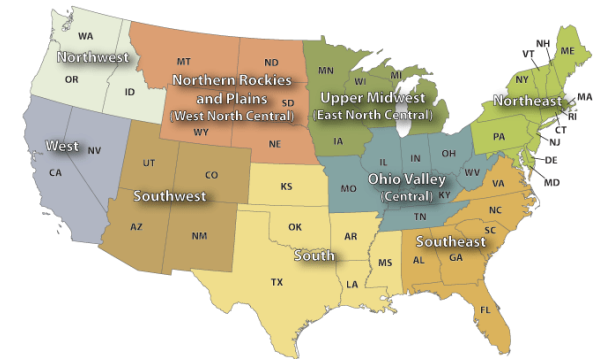 WA
Northwest
OR
ID
MT
ND
Northern Rockies
and Plains
(West North Central)
SD
WY
NE
MN
WI
MI
Upper Midwest
(East North Central)
IA
NH
VT
ME
NY
Northeast
MA
RI
CT
PA
NJ
DE
MD
West
NV
CA
UT
CO
Southwest
AZ
NM
KS
OK
AR
South
TX
LA
MS
IL
IN
OH
WV
MO
Ohio Valley
(Central)
KY
TN
VA
NC
SC
Southeast
AL
GA
FL